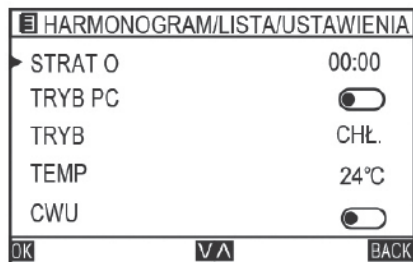 HARMONOGRAM/LISTA/USTAWIENIA
STRAT O 00:00
TRYB PC
TRYB CHŁ.
TEMP 24°C
CWU
OK V Λ BACK